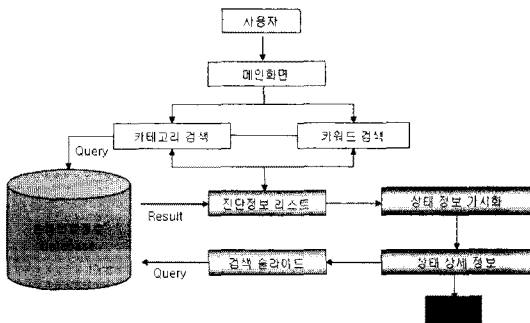 사용자
메인화면
카테고리 검색
키워드 검색
Query
Result
진단정보 리스트
상태 정보 가시화
Query
검색 슬라이드
상태 상세 정보